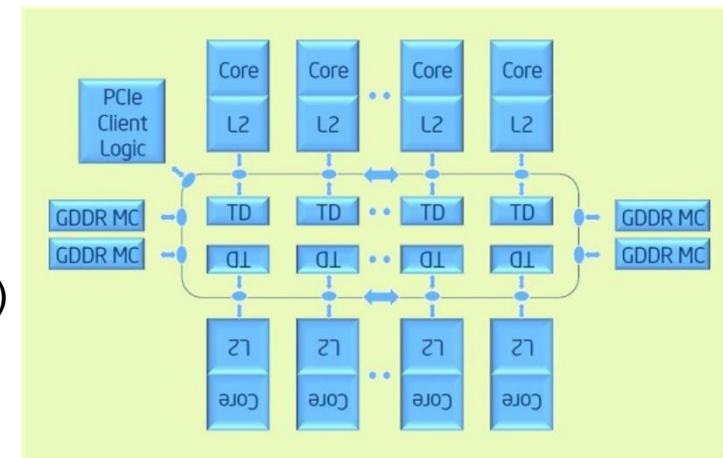 Core Core Core Core
PCIe
Client
Logic
L2 L2 L2 L2
GDDR MC TD TD TD TD GDDR MC
GDDR MC TD TD TD TD GDDR MC
)
L2 L2 L2 L2
Core Core Core Core